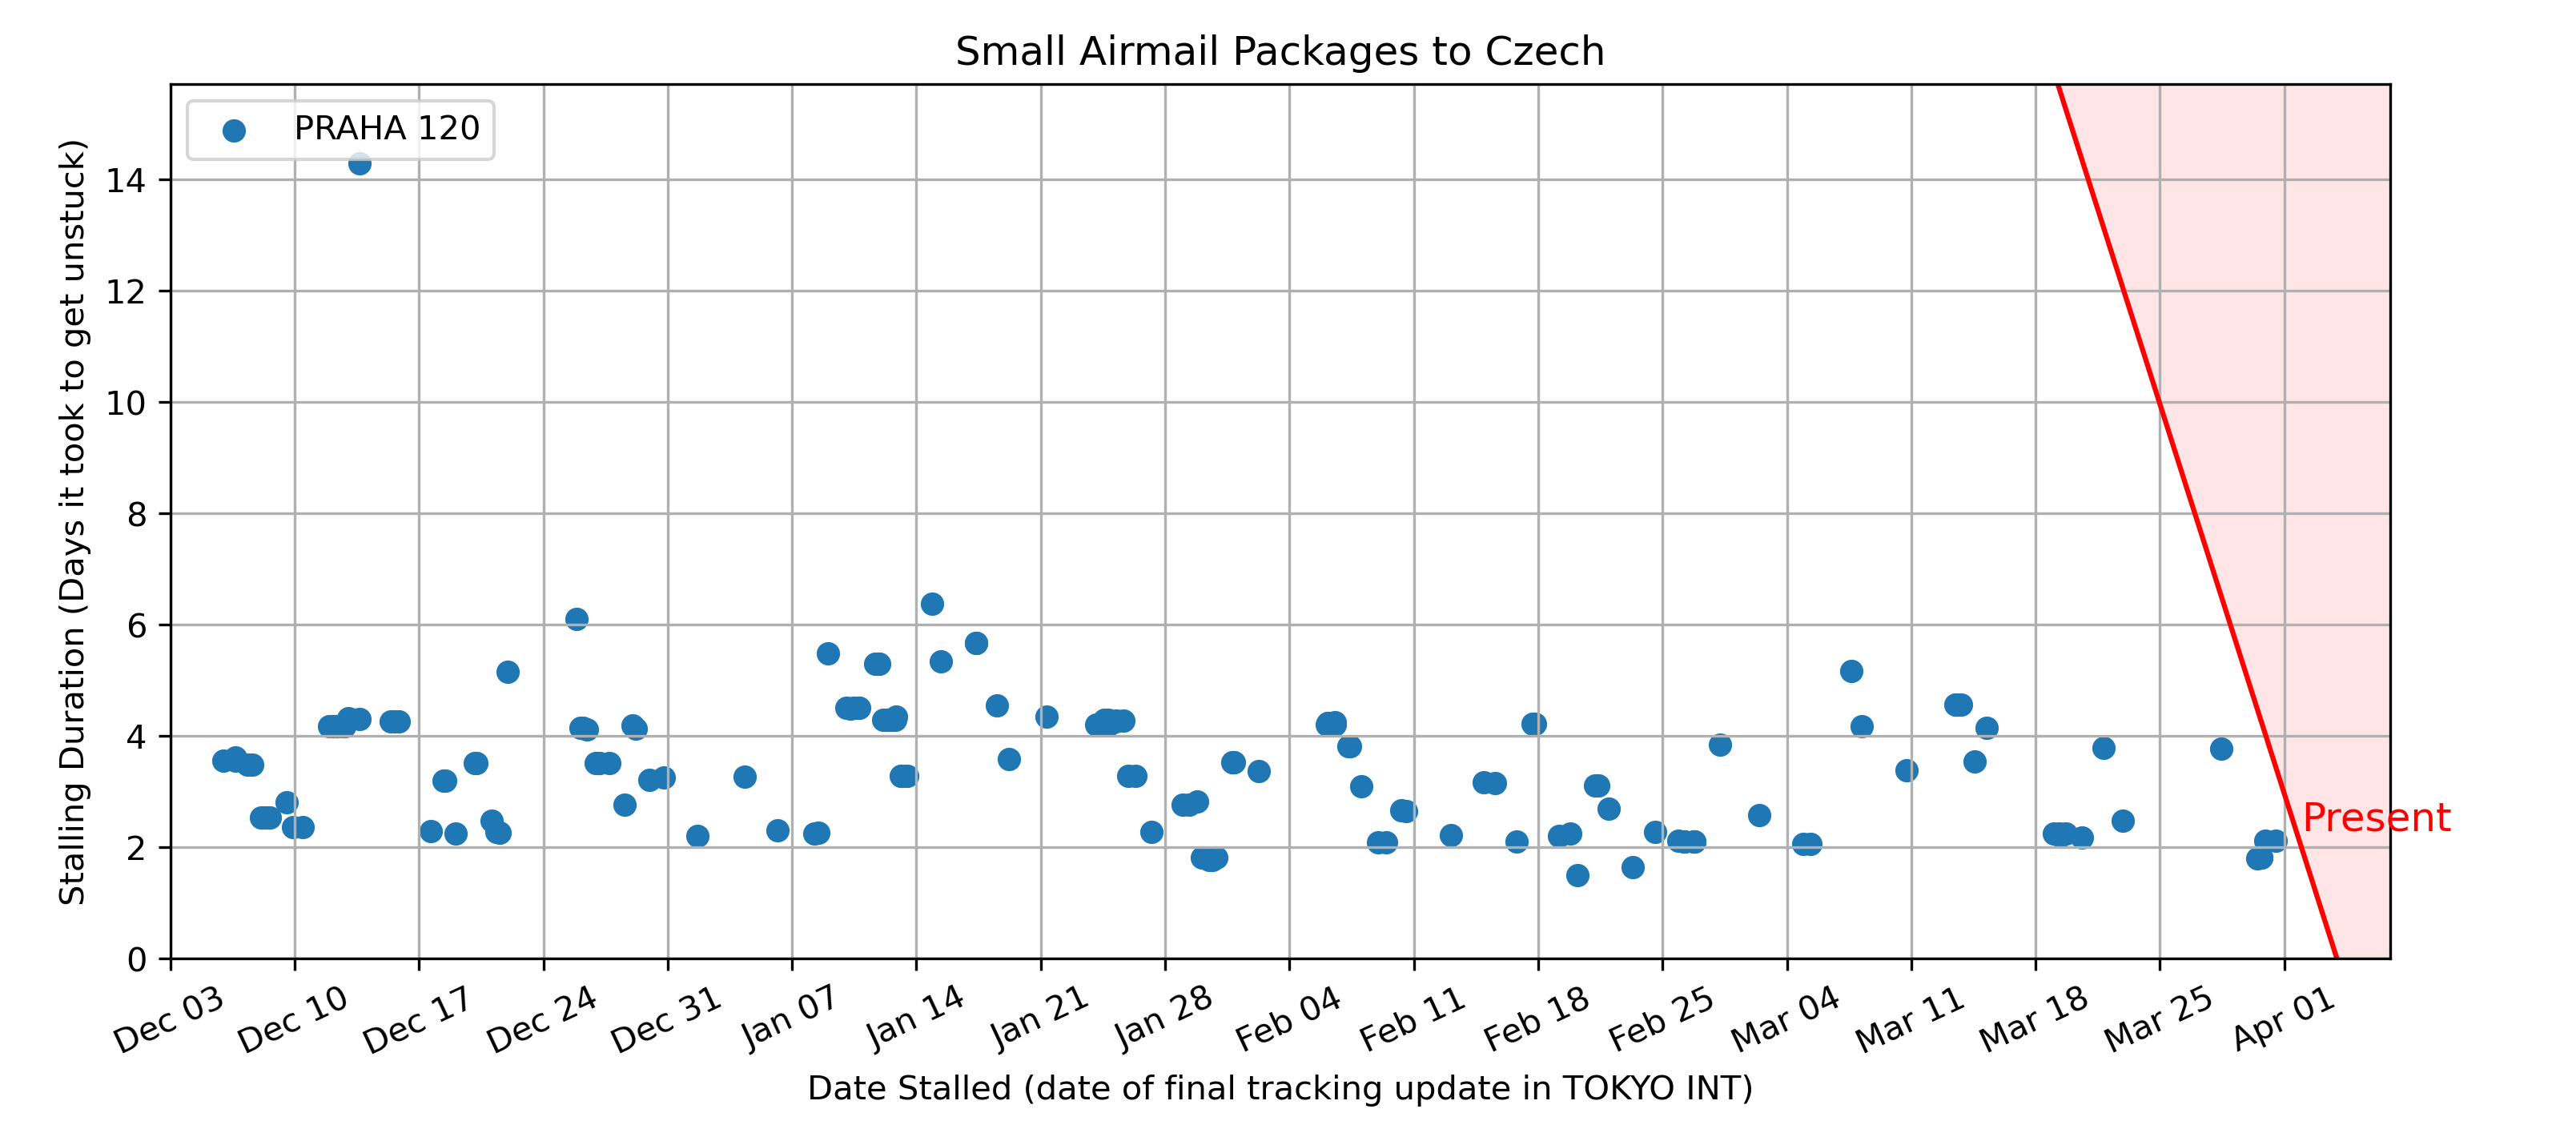 Small Airmail Packages to Czech
PRAHA 120
Stalling Duration (Days it took to get unstuck)
14
12
10
8
6
4
2
0
Present
Dec 03
Dec 10
Dec 17
Dec 24
Dec 31
Jan 07
Jan 14
Jan 21
Jan 28
Feb 04
Feb 11
Feb 18
Feb 25
Mar 04
Mar 11
Mar 18
Mar 25
Apr 01
Date Stalled (date of final tracking update in TOKYO INT)